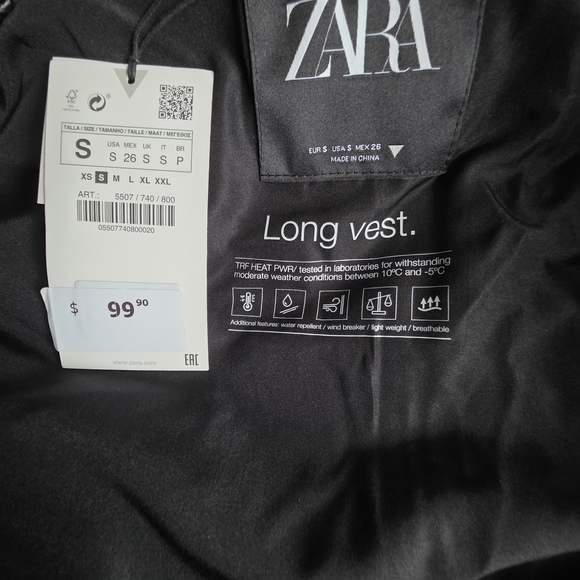 ZARA
EUR S USA S MEX 26
MADE IN CHINA
TALLA / SIZE / TAMANHO / TAILLE / MAAT / МЕГЕӨОЕ
USA MEX UK IT BR
S S 26 S S P
XS S M L XL XXL
ART.: 5507 / 740 / 800
05507740800020
$ 99 90
www.zara.com
EAC
Long vest.
TRF HEAT PWR/ tested in laboratories for withstanding
moderate weather conditions between 10ºC and -5ºC
Additional features: water repellent / wind breaker / light weight / breathable